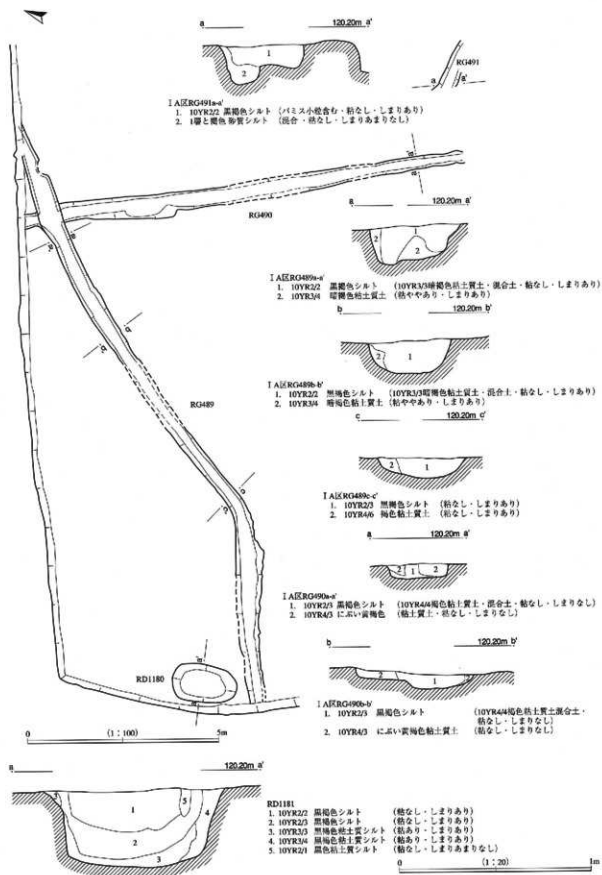 a 120.20m a'
1
2
RG491
a
a'
ⅠA区RG491a-a'
1. 10YR2/2 黒褐色シルト (パミス小粒含む・粘なし・しまりあり)
2. 1層と褐色砂質シルト (混合・粘なし・しまりあまりなし)
RG490
a 120.20m a'
1
2
2
ⅠA区RG489a-a'
1. 10YR2/2 黒褐色シルト (10YR3/3暗褐色粘土質土・混合土・粘なし・しまりあり)
2. 10YR3/4 暗褐色粘土質土 (粘ややあり・しまりあり)
b 120.20m b'
2
1
ⅠA区RG489b-b'
1. 10YR2/2 黒褐色シルト (10YR3/3暗褐色粘土質土・混合土・粘なし・しまりあり)
2. 10YR3/4 暗褐色粘土質土 (粘ややあり・しまりあり)
RG489
c 120.20m c'
2
1
ⅠA区RG489c-c'
1. 10YR2/3 黒褐色シルト (粘なし・しまりあり)
2. 10YR4/6 褐色粘土質土 (粘なし・しまりあり)
a 120.20m a'
2 1 2
ⅠA区RG490a-a'
1. 10YR2/3 黒褐色シルト (10YR4/4褐色粘土質土・混合土・粘なし・しまりなし)
2. 10YR4/3 にぶい黄褐色 (粘土質土・粘なし・しまりなし)
b 120.20m b'
2
1
ⅠA区RG490b-b'
1. 10YR2/3 黒褐色シルト (10YR4/4褐色粘土質土混合土・
粘なし・しまりなし)
2. 10YR4/3 にぶい黄褐色粘土質土 (粘なし・しまりなし)
RD1180
0 (1:100) 5m
a 120.20m a'
3
1
5
4
2
3
RD1181
1. 10YR2/2 黒褐色シルト (粘なし・しまりあり)
2. 10YR2/3 黒褐色シルト (粘なし・しまりあり)
3. 10YR3/3 黒褐色粘土質シルト (粘あり・しまりあり)
4. 10YR3/4 黒褐色粘土質シルト (粘あり・しまりあり)
5. 10YR2/1 黒色粘土質シルト (粘なし・しまりあまりなし)
0 (1:20) 1m